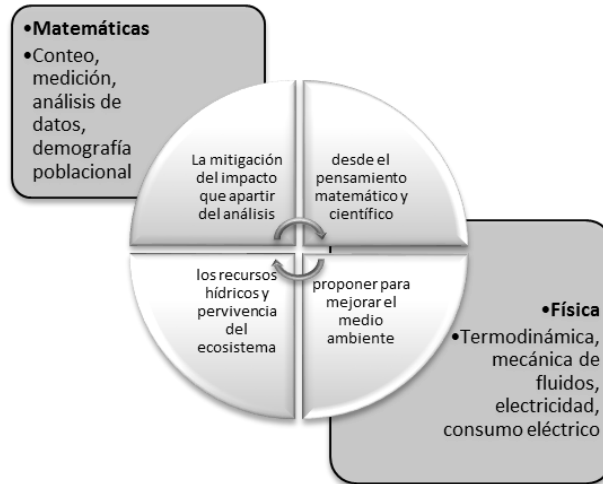 •Matemáticas
•Conteo,
medición,
análisis de
datos,
demografía
poblacional
La mitigación
del impacto
que apartir
del análisis
desde el
pensamiento
matemático y
científico
los recursos
hídricos y
pervivencia
del
ecosistema
proponer para
mejorar el
medio
ambiente
•Física
•Termodinámica,
mecánica de
fluidos,
electricidad,
consumo eléctrico